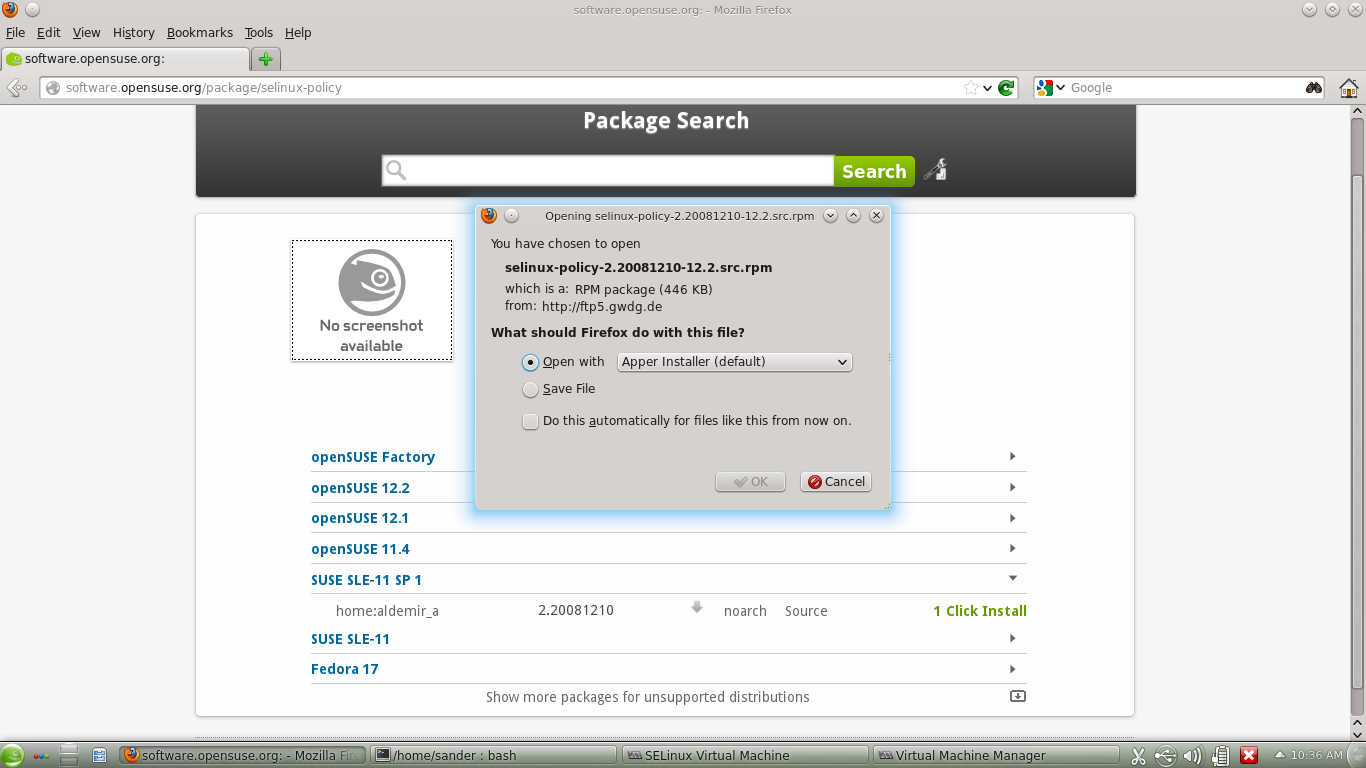 software.opensuse.org: - Mozilla Firefox
File Edit View History Bookmarks Tools Help
software.opensuse.org:
software.opensuse.org/package/selinux-policy
Google
Package Search
Search
Opening selinux-policy-2.20081210-12.2.src.rpm
You have chosen to open
selinux-policy-2.20081210-12.2.src.rpm
which is a: RPM package (446 KB)
from: http://ftp5.gwdg.de
What should Firefox do with this file?
Open with Apper Installer (default)
Save File
Do this automatically for files like this from now on.
OK Cancel
No screenshot
available
openSUSE Factory
openSUSE 12.2
openSUSE 12.1
openSUSE 11.4
SUSE SLE-11 SP 1
home:aldemir_a 2.20081210 noarch Source 1 Click Install
SUSE SLE-11
Fedora 17
Show more packages for unsupported distributions
software.opensuse.org: - Mozilla Fire /home/sander : bash SELinux Virtual Machine Virtual Machine Manager 10:36 AM